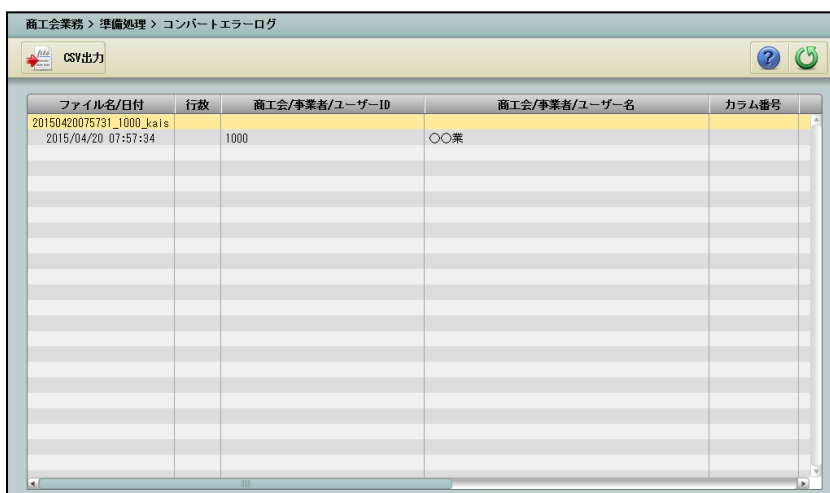 商工会業務 > 準備処理 > コンバートエラーログ
CSV出力
ファイル名/日付 行数 商工会/事業者/ユーザーID 商工会/事業者/ユーザー名 カラム番号
20150420075731_1000_kais
2015/04/20 07:57:34 1000 〇〇業